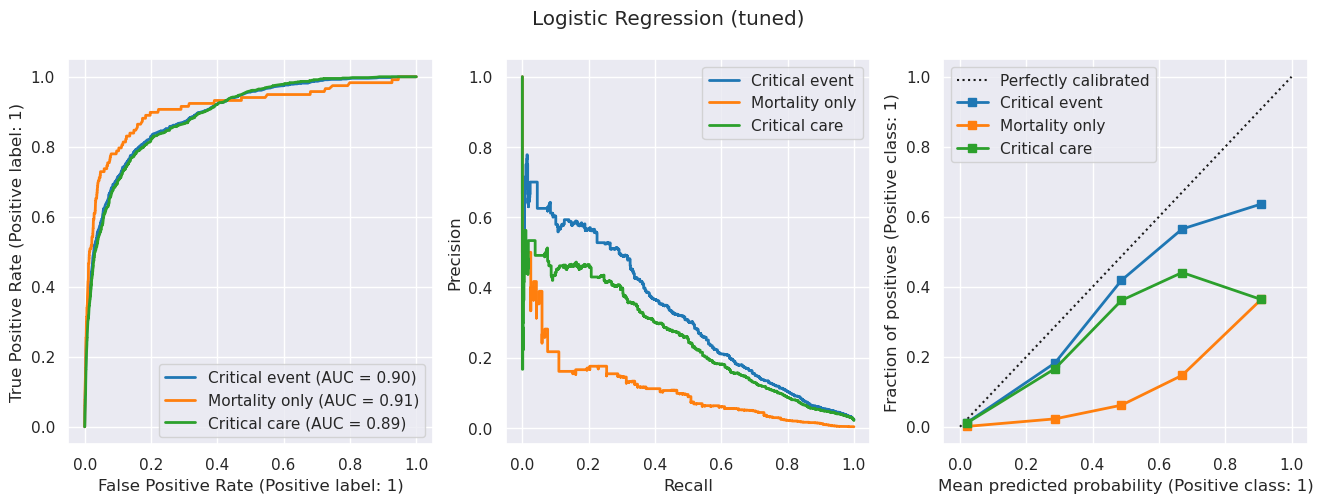 Logistic Regression (tuned)
True Positive Rate (Positive label: 1)
1.0
0.8
0.6
0.4
0.2
0.0
Critical event (AUC = 0.90)
Mortality only (AUC = 0.91)
Critical care (AUC = 0.89)
0.0 0.2 0.4 0.6 0.8 1.0
False Positive Rate (Positive label: 1)
Precision
1.0
0.8
0.6
0.4
0.2
0.0
Critical event
Mortality only
Critical care
0.0 0.2 0.4 0.6 0.8 1.0
Recall
Fraction of positives (Positive class: 1)
1.0
0.8
0.6
0.4
0.2
0.0
Perfectly calibrated
Critical event
Mortality only
Critical care
0.0 0.2 0.4 0.6 0.8 1.0
Mean predicted probability (Positive class: 1)